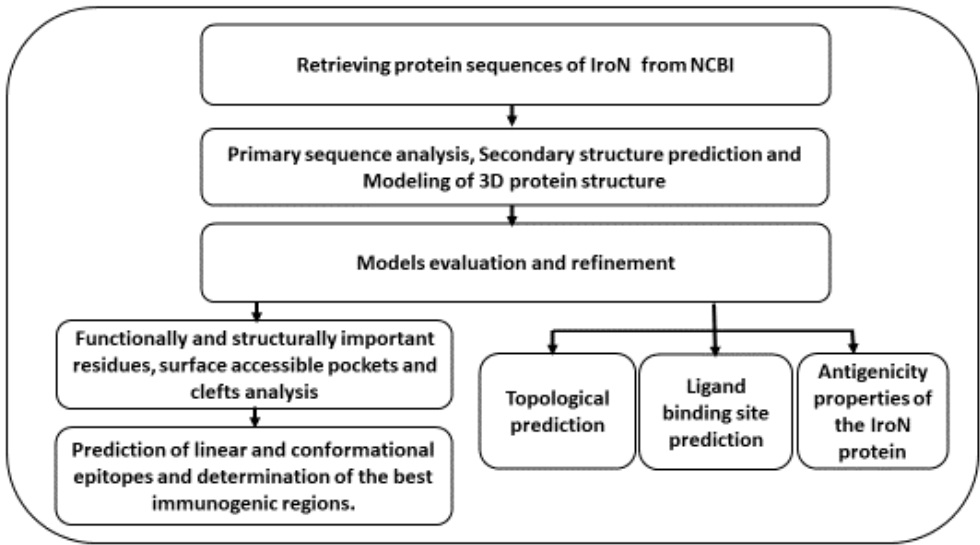 Retrieving protein sequences of IroN from NCBI
Primary sequence analysis, Secondary structure prediction and
Modeling of 3D protein structure
Models evaluation and refinement
Functionally and structurally important
residues, surface accessible pockets and
clefts analysis
Prediction of linear and conformational
epitopes and determination of the best
immunogenic regions.
Topological
prediction
Ligand
binding site
prediction
Antigenicity
properties of
the IroN
protein